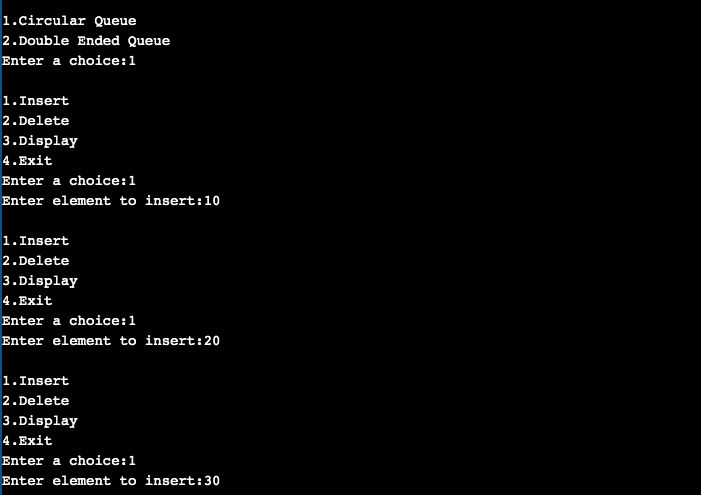 1.Circular Queue
2.Double Ended Queue
Enter a choice:1
1.Insert
2.Delete
3.Display
4.Exit
Enter a choice:1
Enter element to insert:10
1.Insert
2.Delete
3.Display
4.Exit
Enter a choice:1
Enter element to insert:20
1.Insert
2.Delete
3.Display
4.Exit
Enter a choice:1
Enter element to insert:30